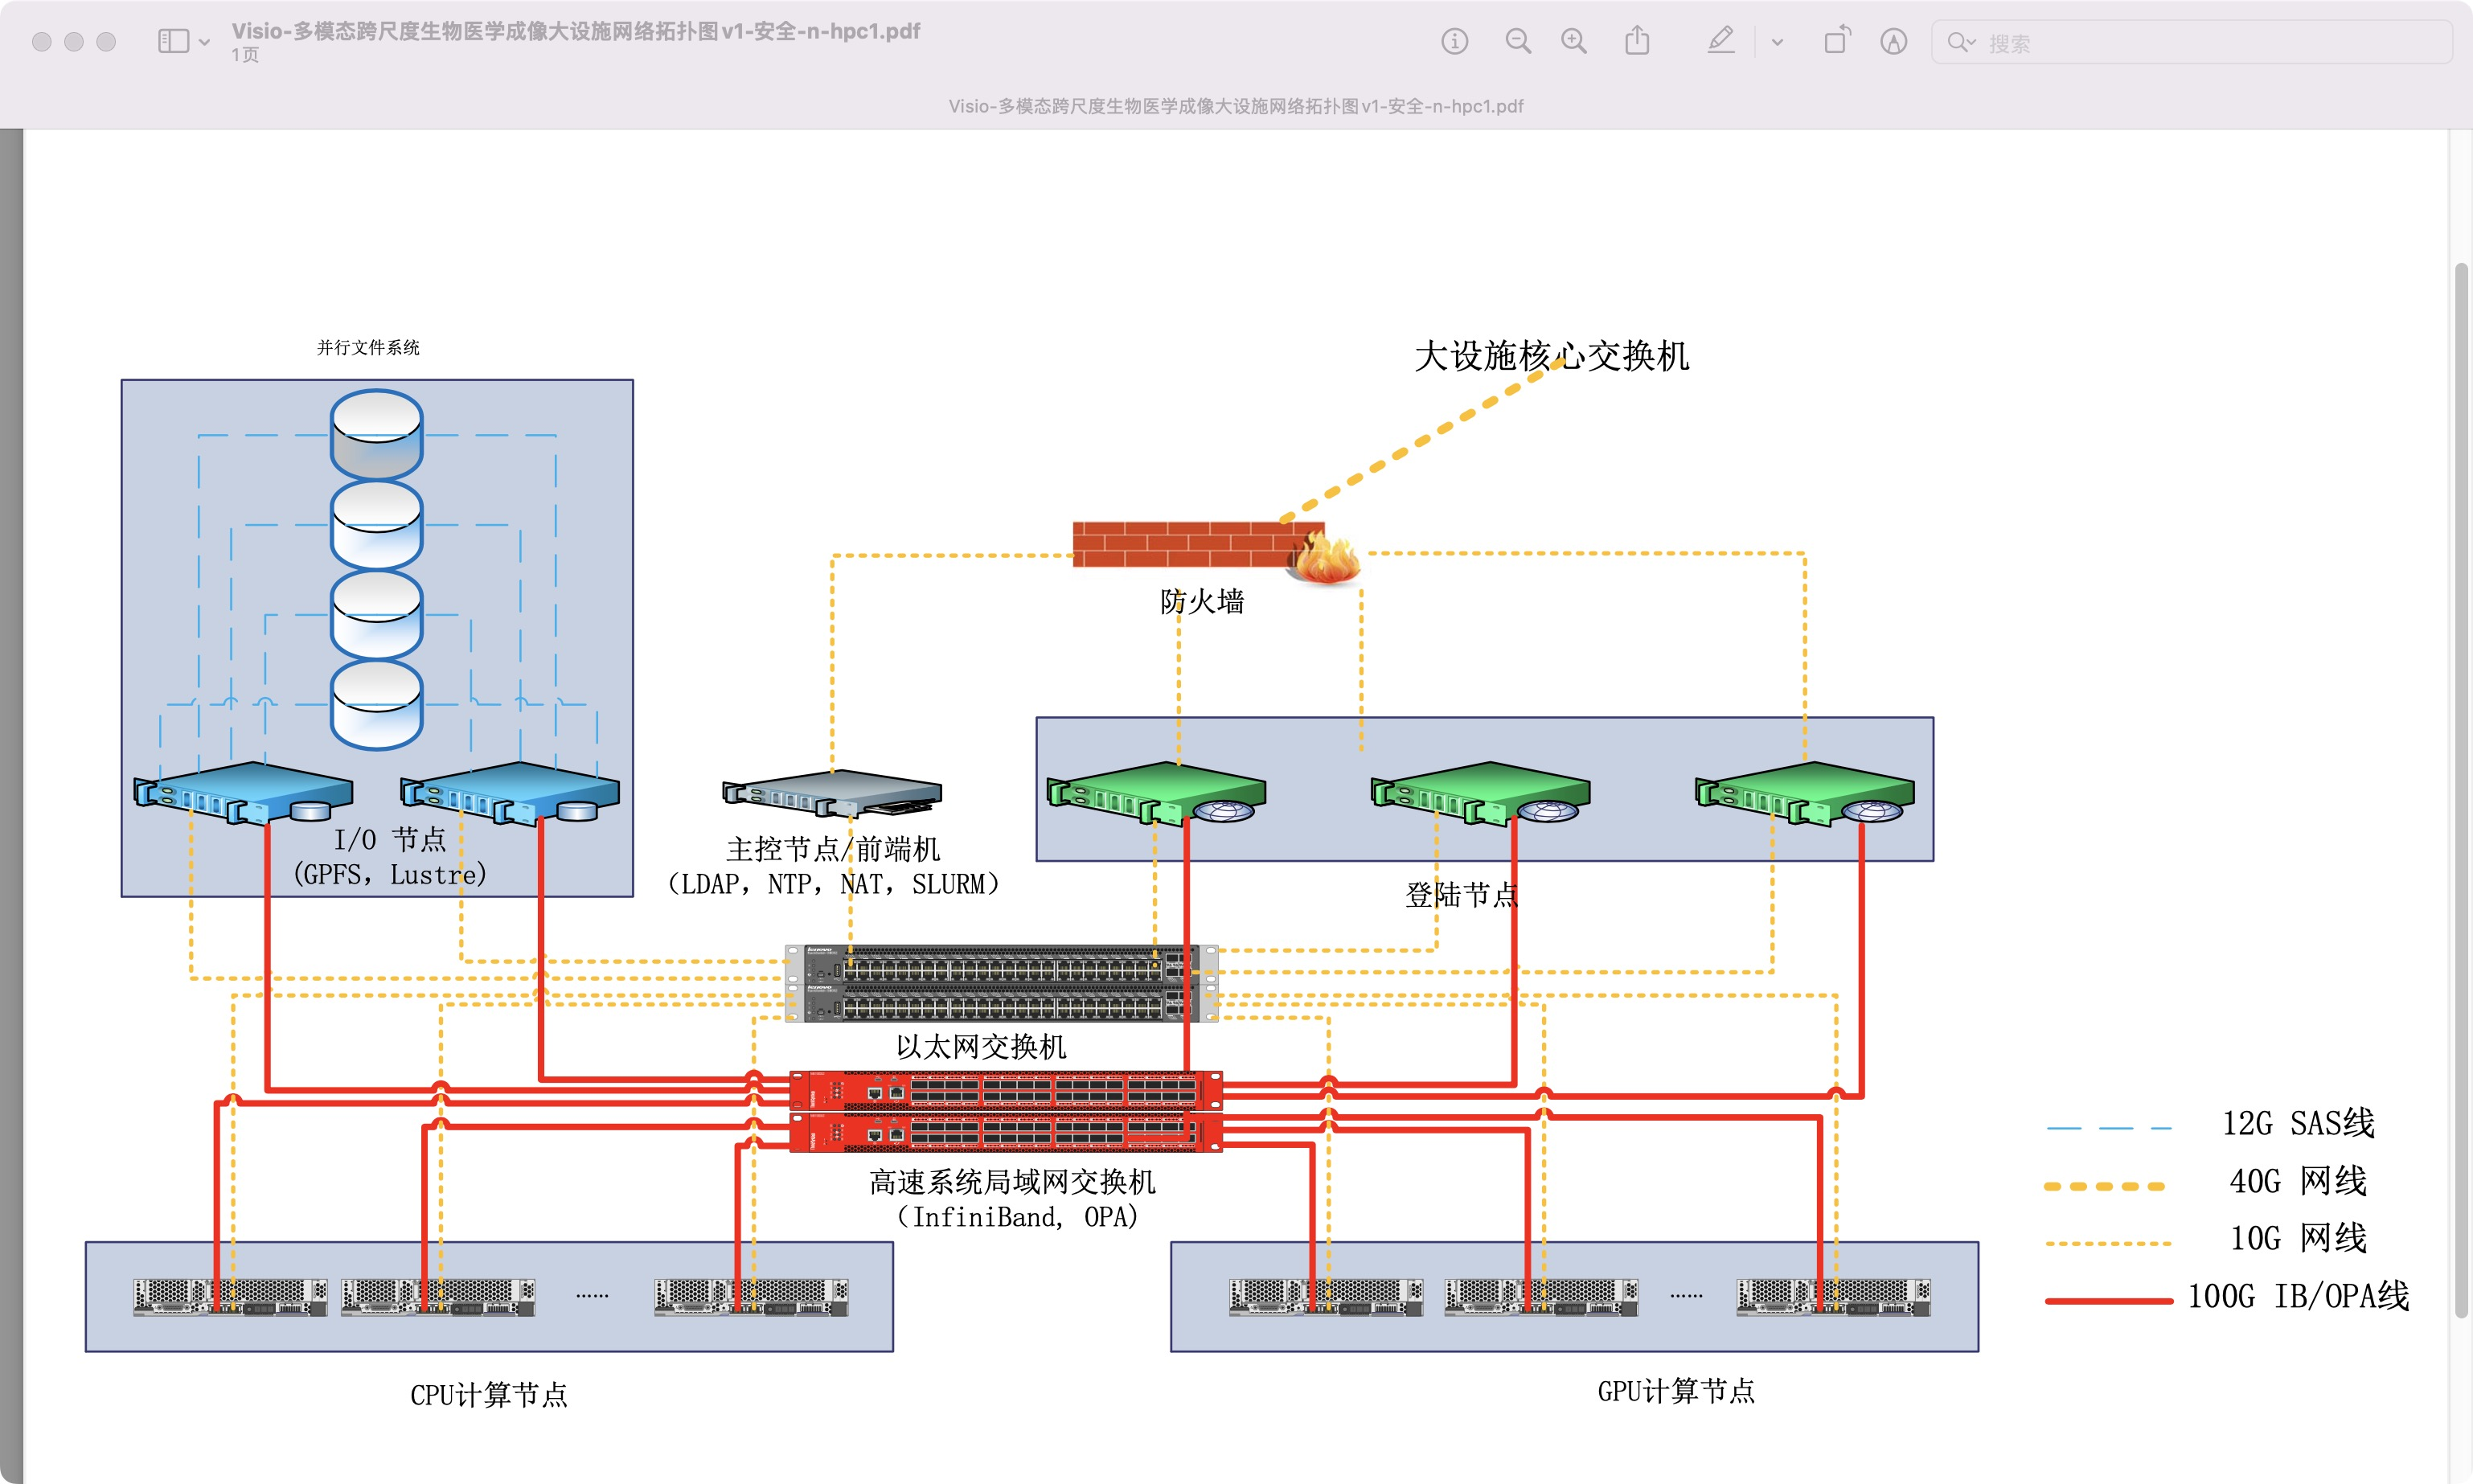 Visio-多模态跨尺度生物医学成像大设施网络拓扑图v1-安全-n-hpc1.pdf
1页
搜索
Visio-多模态跨尺度生物医学成像大设施网络拓扑图v1-安全-n-hpc1.pdf
并行文件系统
大设施核心交换机
防火墙
I/O 节点
(GPFS，Lustre)
主控节点/前端机
（LDAP，NTP，NAT，SLURM）
登陆节点
lenovo
lenovo
以太网交换机
高速系统局域网交换机
（InfiniBand, OPA）
12G SAS线
40G 网线
10G 网线
100G IB/OPA线
……
……
CPU计算节点
GPU计算节点